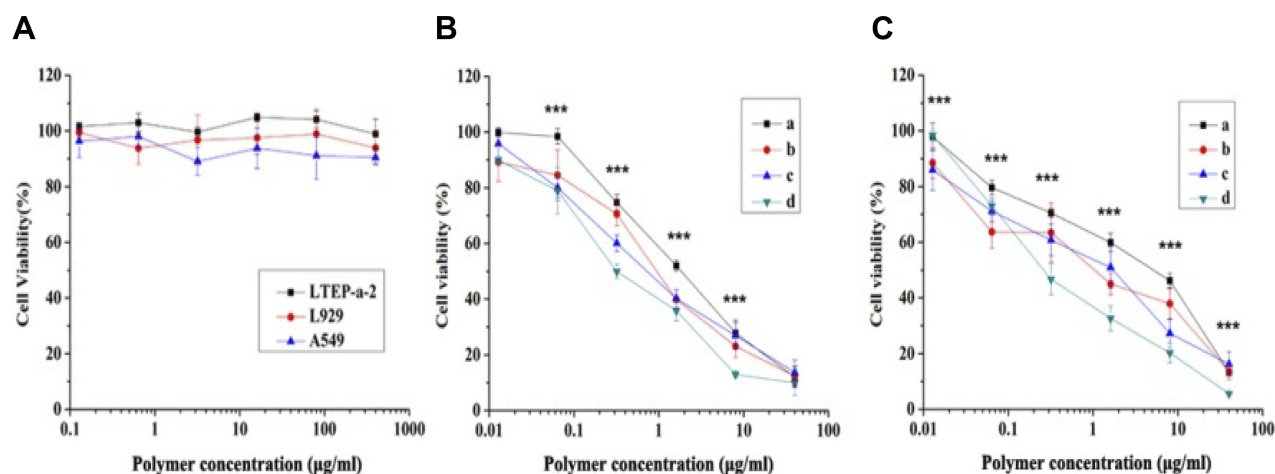 A
120
100
80
60
40
20
0
Cell Viability(%)
LTEP-a-2
L929
A549
0.1 1 10 100 1000
Polymer concentration (μg/ml)
B
120
100
80
60
40
20
0
Cell viability (%)
*** *** *** ***
a
b
c
d
0.01 0.1 1 10 100
Polymer concentration (μg/ml)
C
120
100
80
60
40
20
0
Cell viability (%)
*** *** *** *** *** ***
a
b
c
d
0.01 0.1 1 10 100
Polymer concentration (μg/ml)